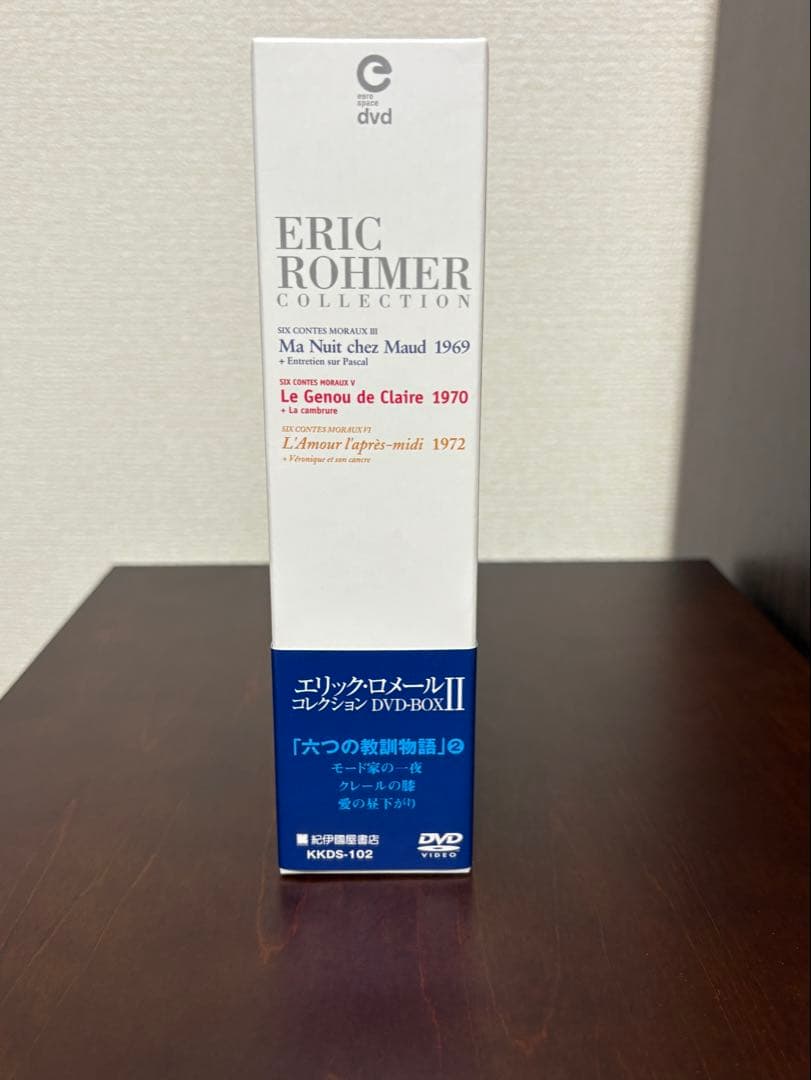 e
euro
space
dvd
ERIC
ROHMER
COLLECTION
SIX CONTES MORAUX III
Ma Nuit chez Maud 1969
+ Entretien sur Pascal
SIX CONTES MORAUX V
Le Genou de Claire 1970
+ La cambrure
SIX CONTES MORAUX VI
L'Amour l'après-midi 1972
+ Véronique et son cancre
エリック・ロメール
コレクション DVD-BOX II
「六つの教訓物語」❷
モード家の一夜
クレールの膝
愛の昼下がり
紀伊國屋書店
KKDS-102
DVD
VIDEO